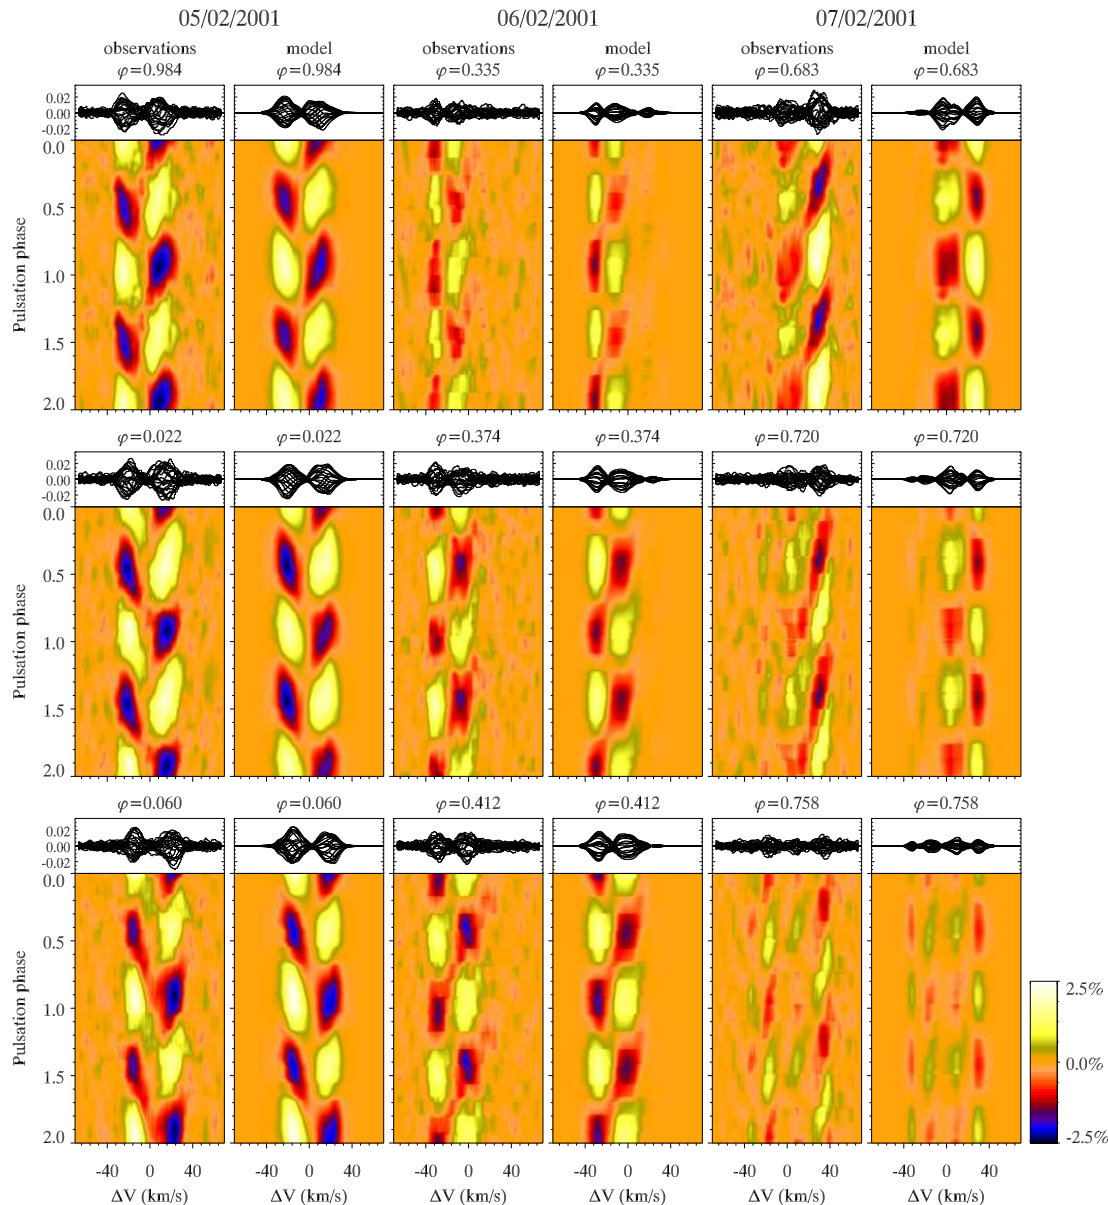 05/02/2001 06/02/2001 07/02/2001
observations model observations model observations model
φ=0.984 φ=0.984 φ=0.335 φ=0.335 φ=0.683 φ=0.683
0.02
0.00
-0.02
0.0
0.5
1.0
1.5
2.0
Pulsation phase
φ=0.022 φ=0.022 φ=0.374 φ=0.374 φ=0.720 φ=0.720
0.02
0.00
-0.02
0.0
0.5
1.0
1.5
2.0
Pulsation phase
φ=0.060 φ=0.060 φ=0.412 φ=0.412 φ=0.758 φ=0.758
0.02
0.00
-0.02
0.0
0.5
1.0
1.5
2.0
Pulsation phase
2.5%
0.0%
-2.5%
-40 0 40 -40 0 40 -40 0 40 -40 0 40 -40 0 40 -40 0 40
ΔV (km/s) ΔV (km/s) ΔV (km/s) ΔV (km/s) ΔV (km/s) ΔV (km/s)